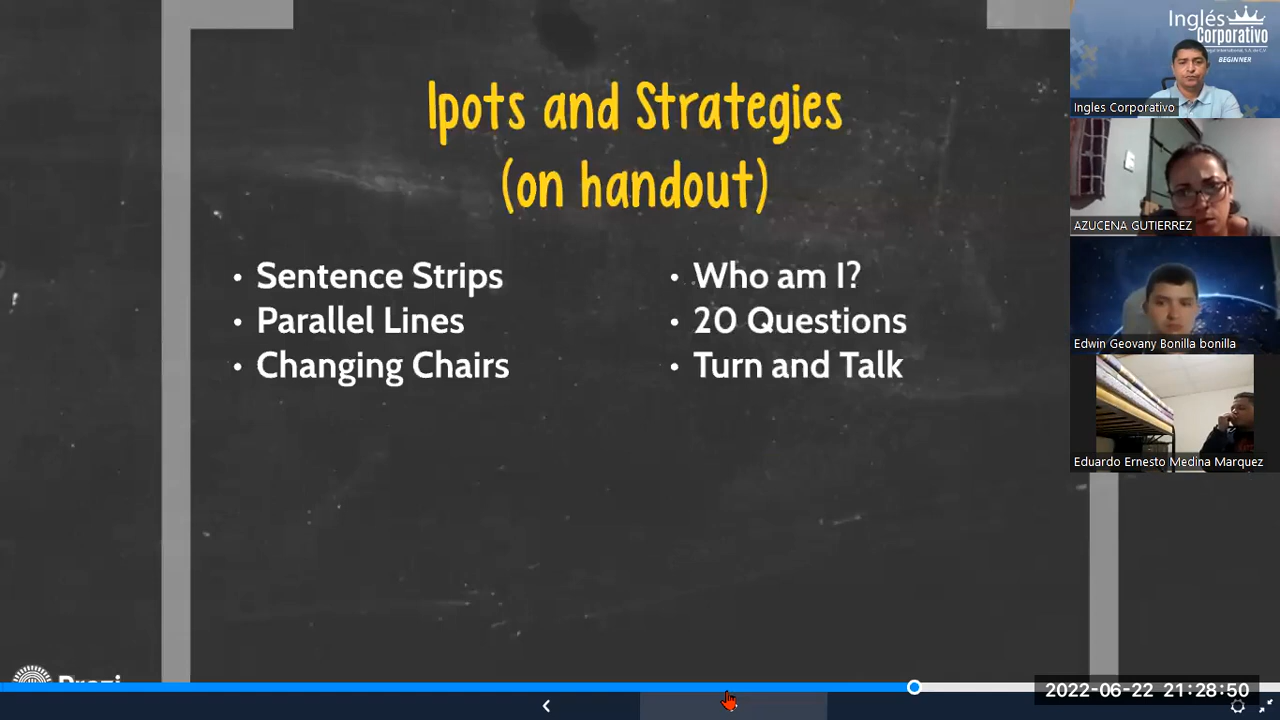 Ipots and Strategies
(on handout)
• Sentence Strips
• Parallel Lines
• Changing Chairs
• Who am I?
• 20 Questions
• Turn and Talk
Inglés
Corporativo
BEGINNER
Ingles Corporativo
AZUCENA GUTIERREZ
Edwin Geovany Bonilla bonilla
Eduardo Ernesto Medina Marquez
Prezi
2022-06-22 21:28:50